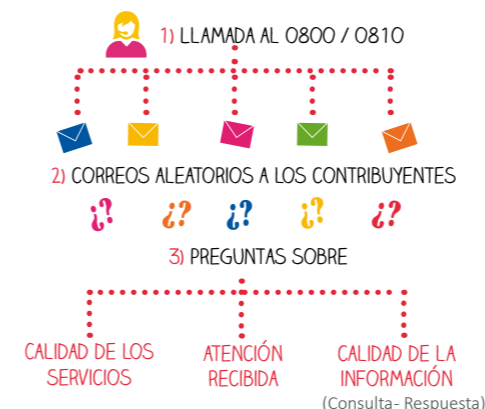 1) LLAMADA AL 0800 / 0810
2) CORREOS ALEATORIOS A LOS CONTRIBUYENTES
¿? ¿? ¿? ¿? ¿?
3) PREGUNTAS SOBRE
CALIDAD DE LOS
SERVICIOS
ATENCIÓN
RECIBIDA
CALIDAD DE LA
INFORMACIÓN
(Consulta- Respuesta)